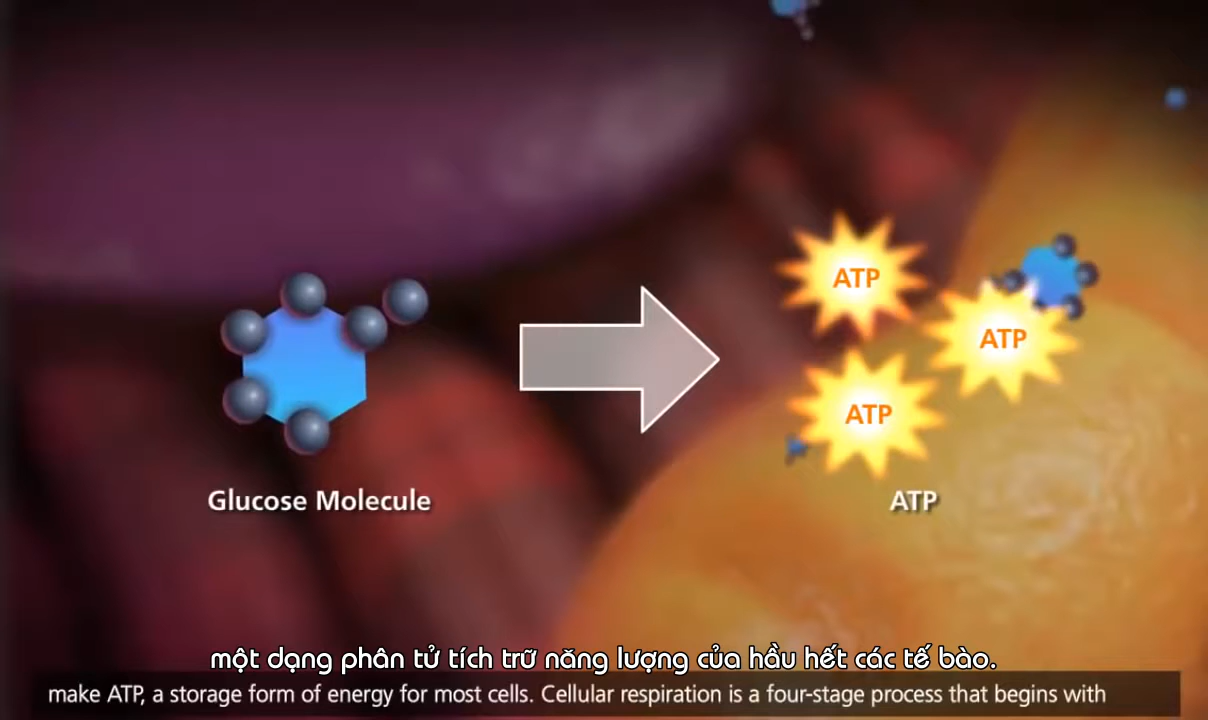 ATP
ATP
ATP
Glucose Molecule
ATP
một dạng phân tử tích trữ năng lượng của hầu hết các tế bào.
make ATP, a storage form of energy for most cells. Cellular respiration is a four-stage process that begins with